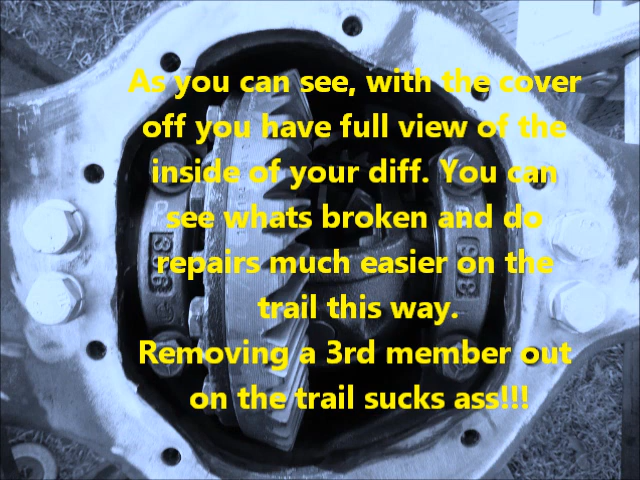 As you can see, with the cover
off you have full view of the
inside of your diff. You can
see whats broken and do
repairs much easier on the
trail this way.
Removing a 3rd member out
on the trail sucks ass!!!